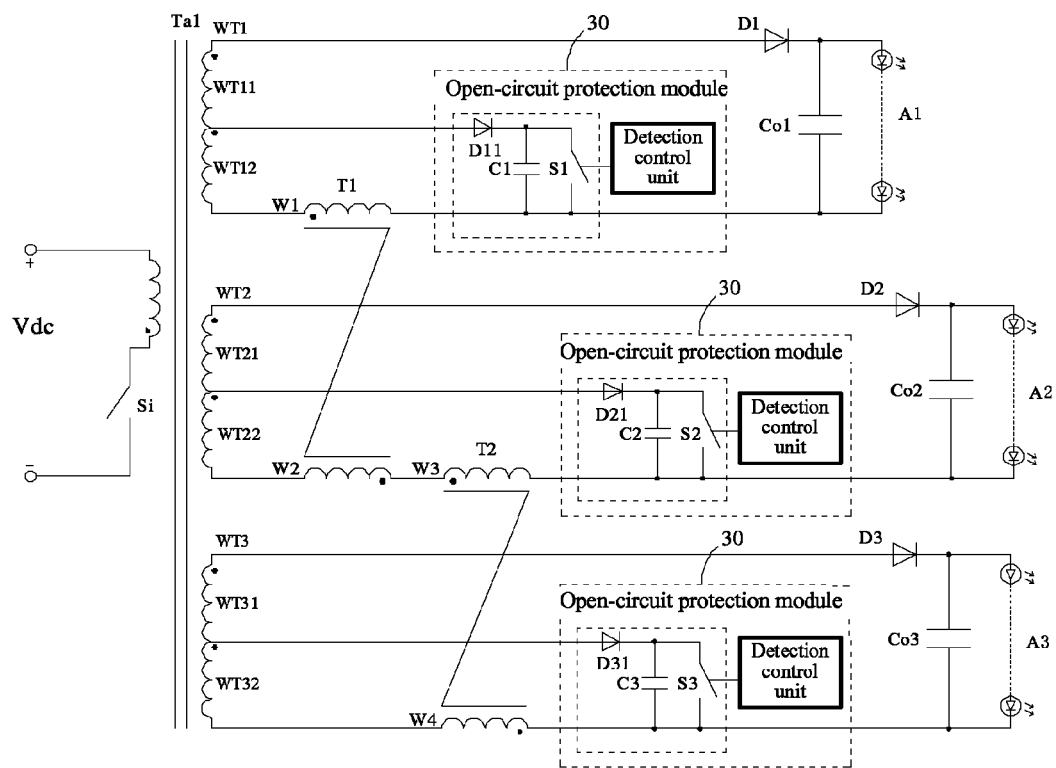 Ta1
WT1
D1
30
WT11
Open-circuit protection module
D11
C1
S1
Detection
control
unit
Co1
A1
WT12
W1
T1
+
Vdc
Si
−
WT2
D2
30
WT21
Open-circuit protection module
D21
C2
S2
Detection
control
unit
Co2
A2
WT22
W2
W3
T2
WT3
D3
30
WT31
Open-circuit protection module
D31
C3
S3
Detection
control
unit
Co3
A3
WT32
W4